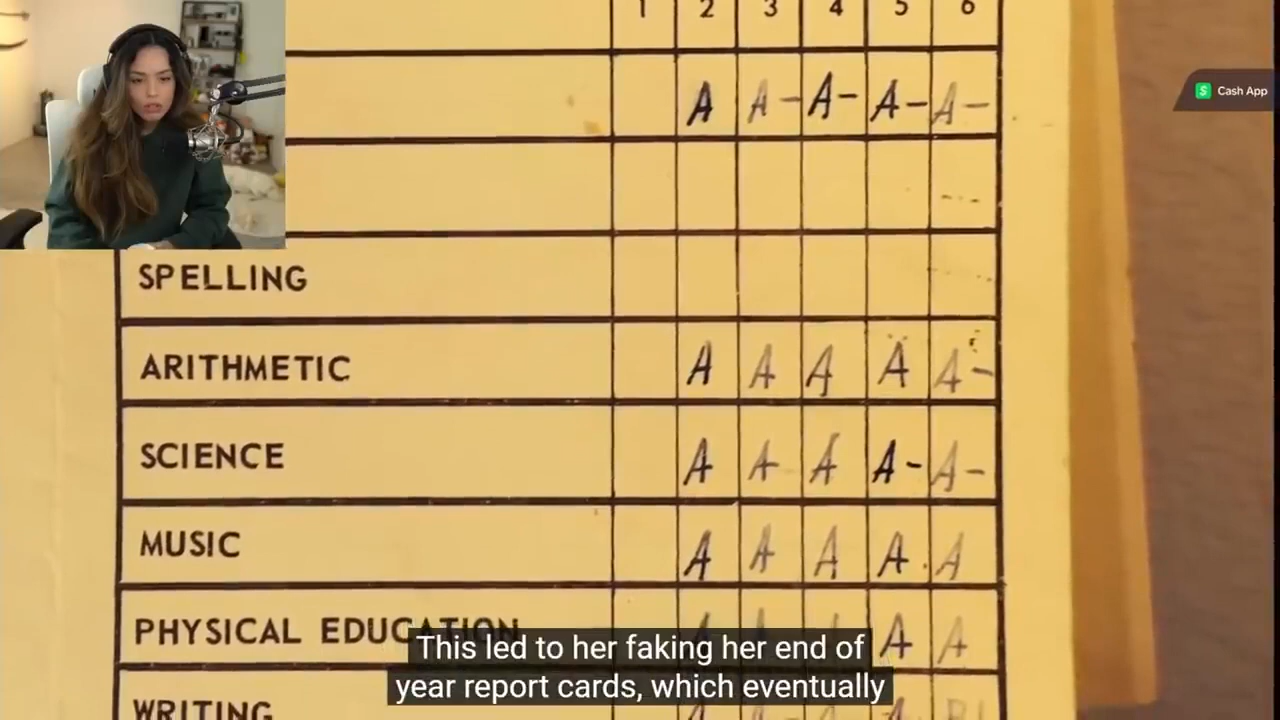 1 2 3 4 5 6
Cash App
A A- A- A- A-
SPELLING
ARITHMETIC A A A A A-
SCIENCE A A- A A- A-
MUSIC A A A A A
PHYSICAL EDUCATION A A
This led to her faking her end of
year report cards, which eventually
WRITING